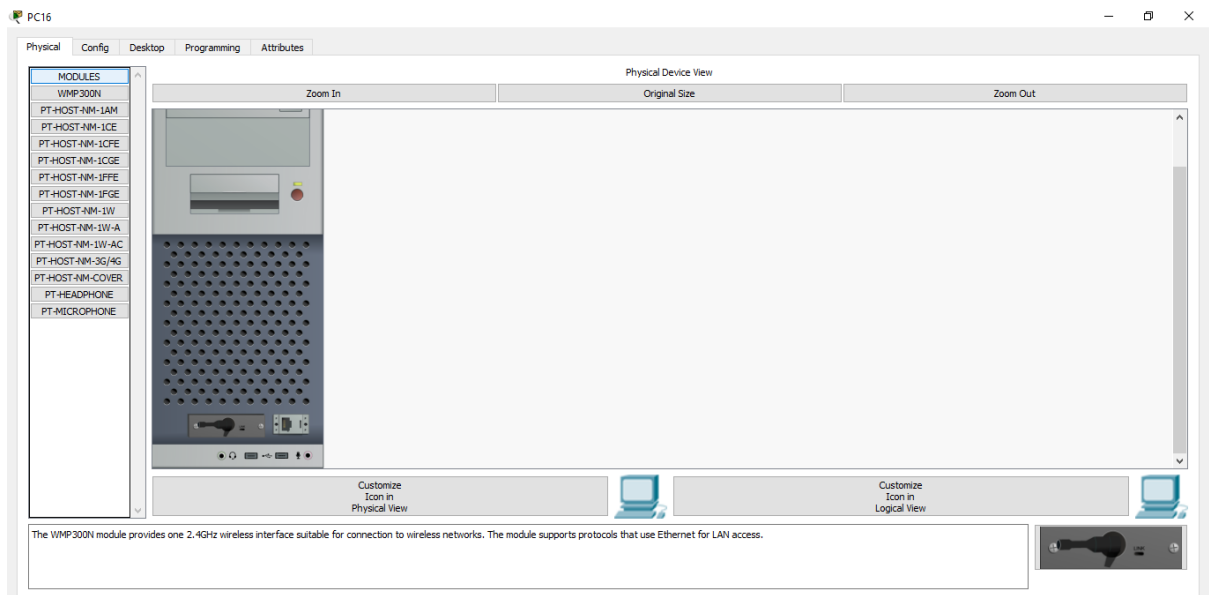 PC16
Physical Config Desktop Programming Attributes
MODULES
WMP300N
PT-HOST-NM-1AM
PT-HOST-NM-1CE
PT-HOST-NM-1CFE
PT-HOST-NM-1CGE
PT-HOST-NM-1FFE
PT-HOST-NM-1FGE
PT-HOST-NM-1W
PT-HOST-NM-1W-A
PT-HOST-NM-1W-AC
PT-HOST-NM-3G/4G
PT-HOST-NM-COVER
PT-HEADPHONE
PT-MICROPHONE
Physical Device View
Zoom In Original Size Zoom Out
Customize
Icon in
Physical View
Customize
Icon in
Logical View
The WMP300N module provides one 2.4GHz wireless interface suitable for connection to wireless networks. The module supports protocols that use Ethernet for LAN access.